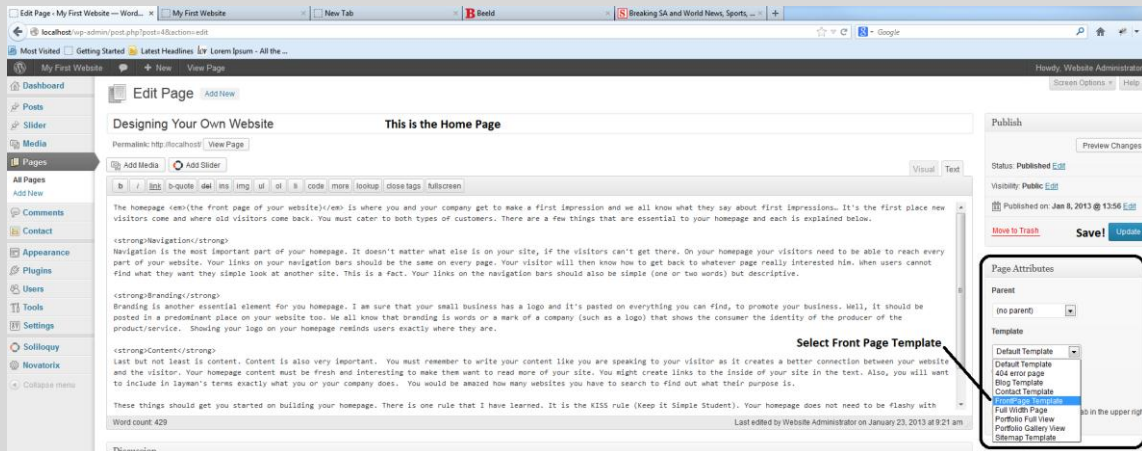 Edit Page ‹ My First Website — Word... × My First Website × New Tab × B Beeld × S Breaking SA and World News, Sports, ... × +
localhost/wp-admin/post.php?post=4&action=edit Google
Most Visited Getting Started Latest Headlines Lorem Ipsum - All the ...
My First Website + New View Page Howdy, Website Administrator
Screen Options Help
Dashboard
Posts
Slider
Media
Pages
All Pages
Add New
Comments
Contact
Appearance
Plugins
Users
Tools
Settings
Soliloquy
Novatorix
Collapse menu
Edit Page Add New
Designing Your Own Website This is the Home Page
Permalink: http://localhost/ View Page
Add Media Add Slider Visual Text
b i link b-quote del ins img ul ol li code more lookup close tags fullscreen
The homepage <em>(the front page of your website)</em> is where you and your company get to make a first impression and we all know what they say about first impressions… It's the first place new
visitors come and where old visitors come back. You must cater to both types of customers. There are a few things that are essential to your homepage and each is explained below.
<strong>Navigation</strong>
Navigation is the most important part of your homepage. It doesn't matter what else is on your site, if the visitors can't get there. On your homepage your visitors need to be able to reach every
part of your website. Your links on your navigation bars should be the same on every page. Your visitor will then know how to get back to whatever page really interested him. When users cannot
find what they want they simple look at another site. This is a fact. Your links on the navigation bars should also be simple (one or two words) but descriptive.
<strong>Branding</strong>
Branding is another essential element for you homepage. I am sure that your small business has a logo and it's pasted on everything you can find, to promote your business. Well, it should be
posted in a predominant place on your website too. We all know that branding is words or a mark of a company (such as a logo) that shows the consumer the identity of the producer of the
product/service. Showing your logo on your homepage reminds users exactly where they are.
<strong>Content</strong>
Last but not least is content. Content is also very important. You must remember to write your content like you are speaking to your visitor as it creates a better connection between your website
and the visitor. Your homepage content must be fresh and interesting to make them want to read more of your site. You might create links to the inside of your site in the text. Also, you will want
to include in layman's terms exactly what you or your company does. You would be amazed how many websites you have to search to find out what their purpose is.
These things should get you started on building your homepage. There is one rule that I have learned. It is the KISS rule (Keep it Simple Student). Your homepage does not need to be flashy with
Word count: 429 Last edited by Website Administrator on January 23, 2013 at 9:21 am
Discussion
Publish
Preview Changes
Status: Published Edit
Visibility: Public Edit
Published on: Jan 8, 2013 @ 13:56 Edit
Move to Trash Save! Update
Page Attributes
Parent
(no parent)
Template
Select Front Page Template
Default Template
Default Template
404 error page
Blog Template
Contact Template
FrontPage Template
Full Width Page
Portfolio Full View
Portfolio Gallery View
Sitemap Template
ab in the upper righ